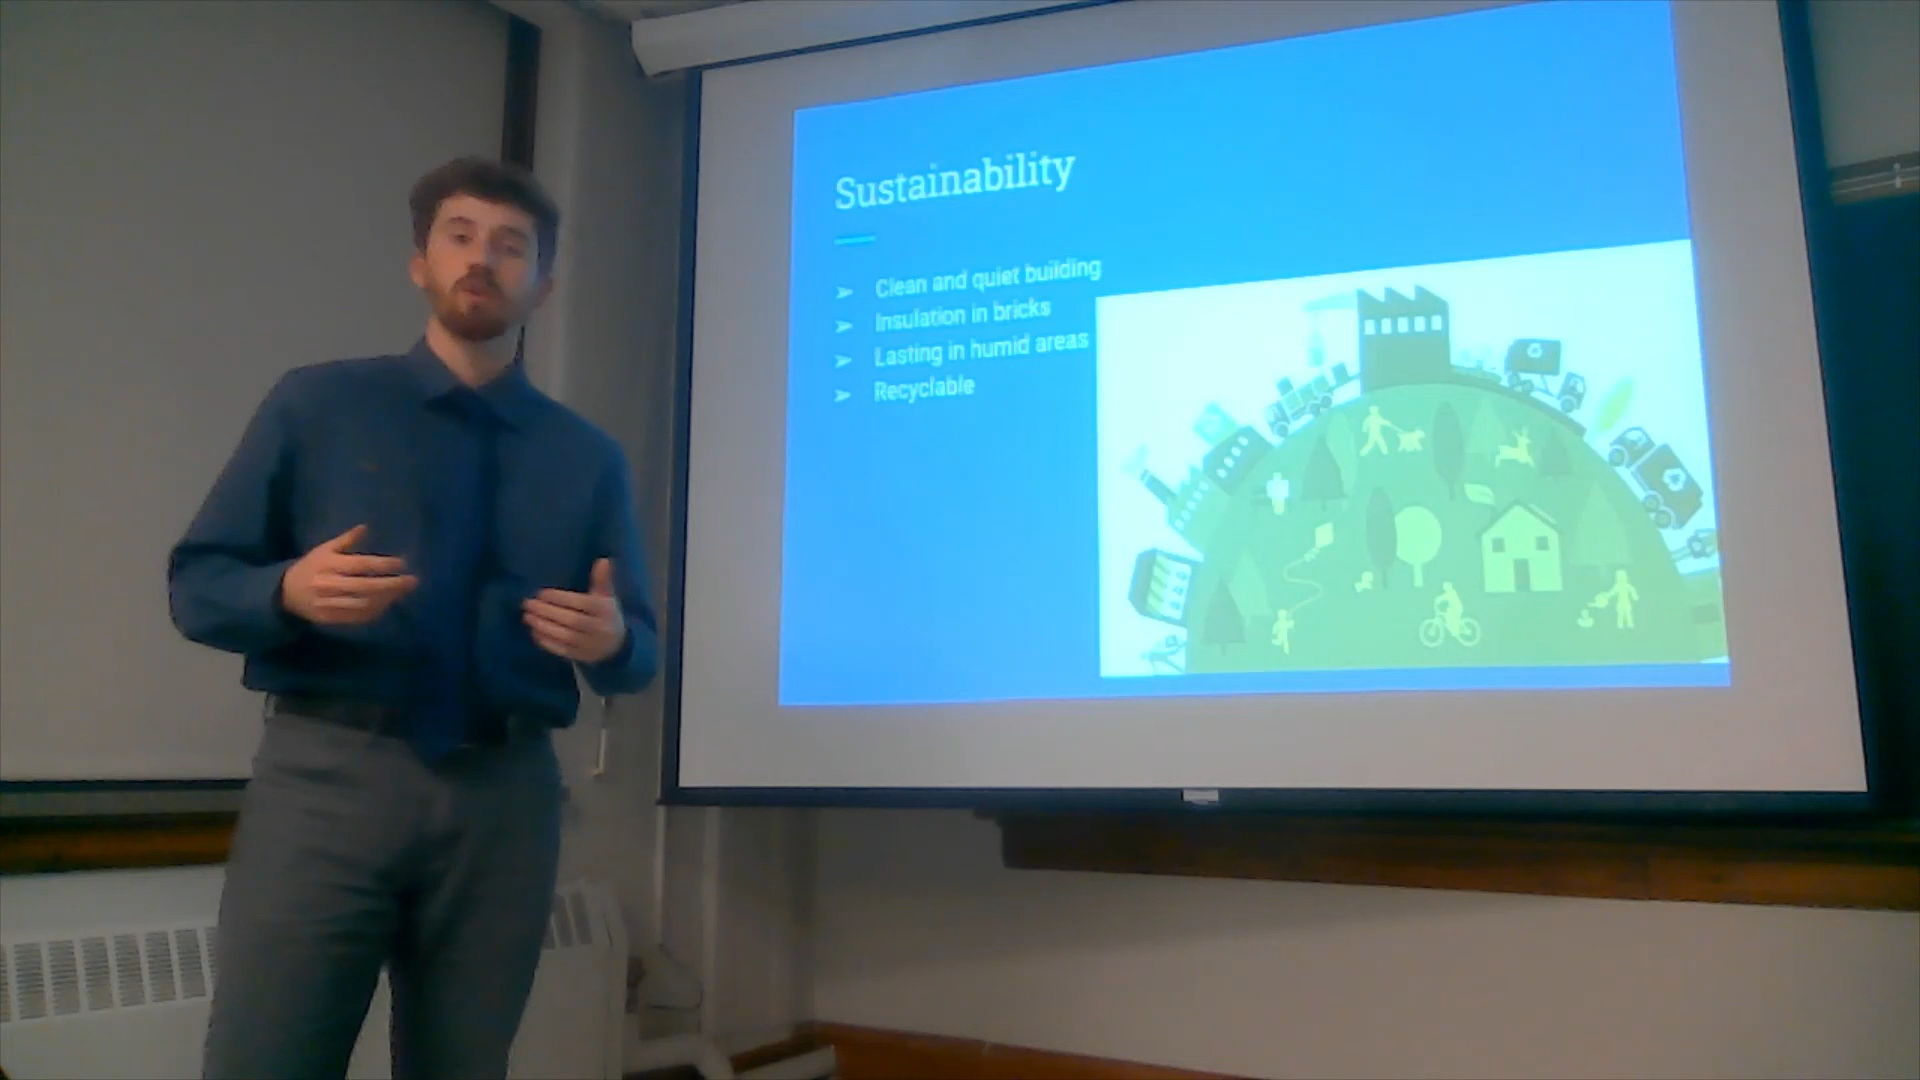 Sustainability
➢ Clean and quiet building
➢ Insulation in bricks
➢ Lasting in humid areas
➢ Recyclable